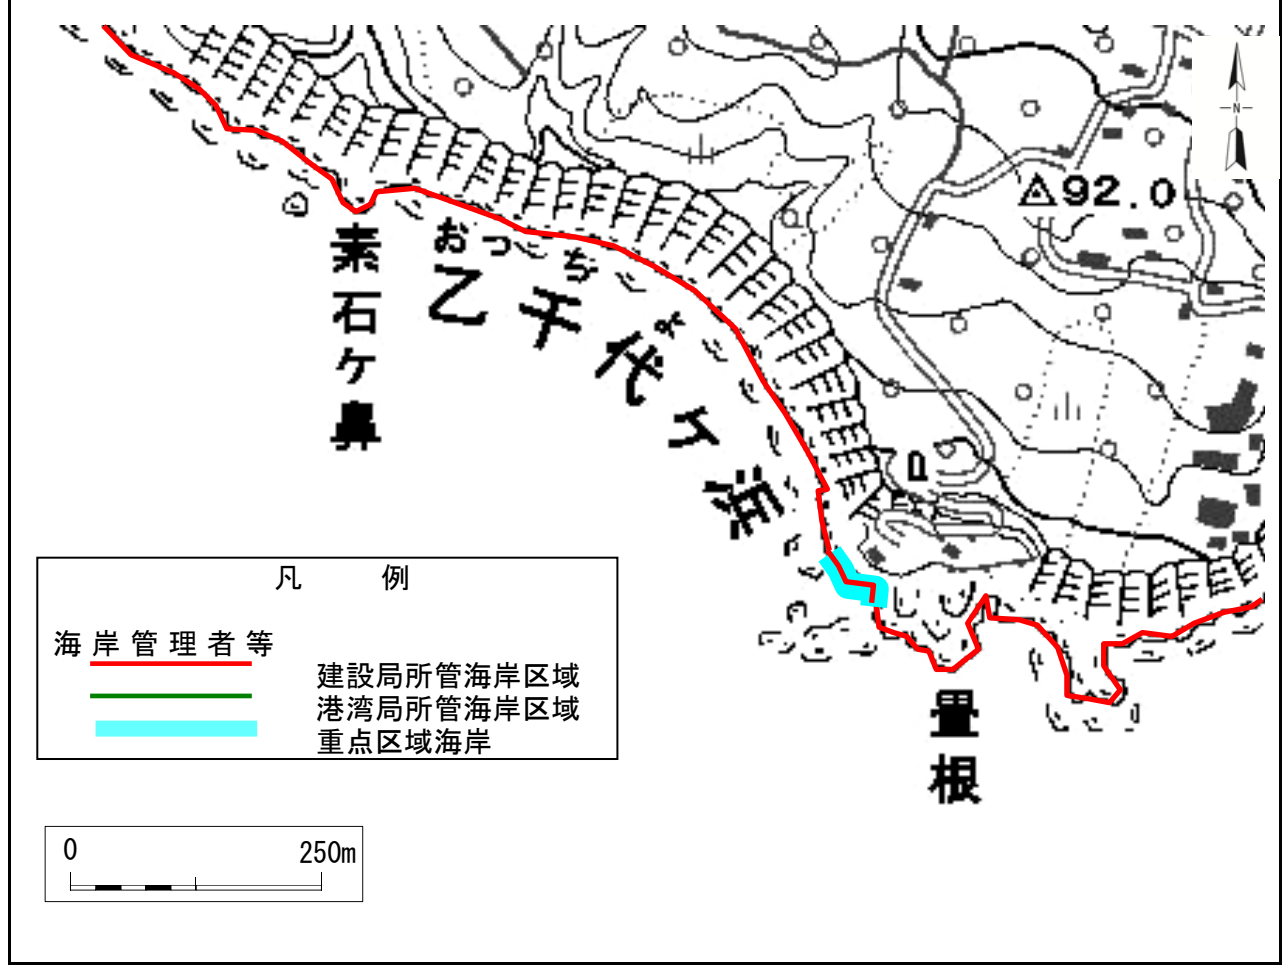 N
92.0
素石ケ鼻
おっちょ
乙千代ヶ浜
凡 例
海岸管理者等
建設局所管海岸区域
港湾局所管海岸区域
重点区域海岸
根
0 250m